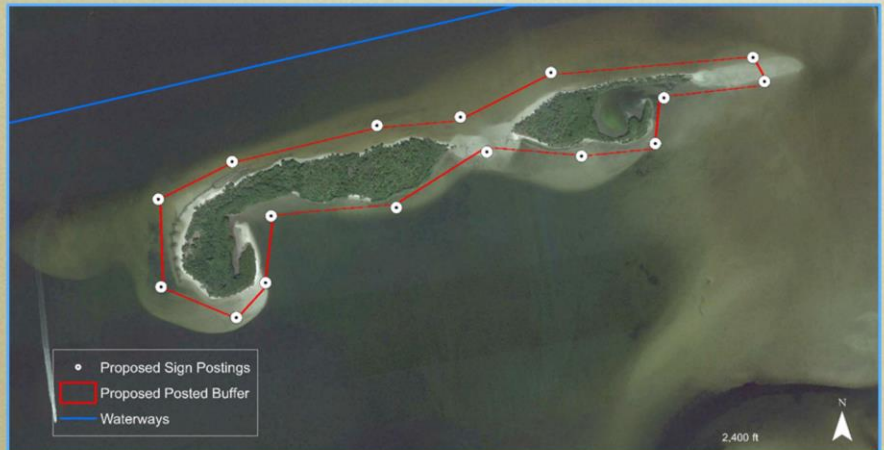 Proposed Sign Postings
Proposed Posted Buffer
Waterways
N
2,400 ft